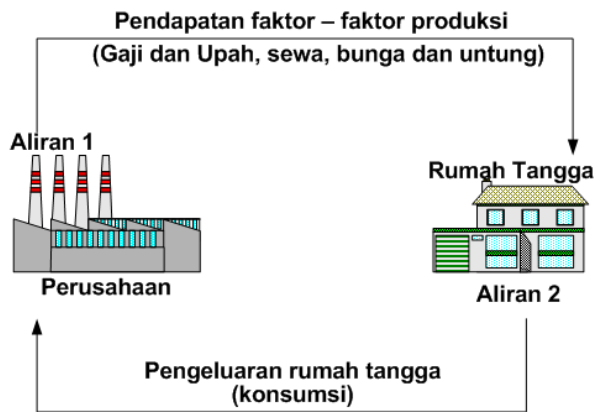 Pendapatan faktor – faktor produksi
(Gaji dan Upah, sewa, bunga dan untung)
Aliran 1
Rumah Tangga
Perusahaan
Aliran 2
Pengeluaran rumah tangga
(konsumsi)